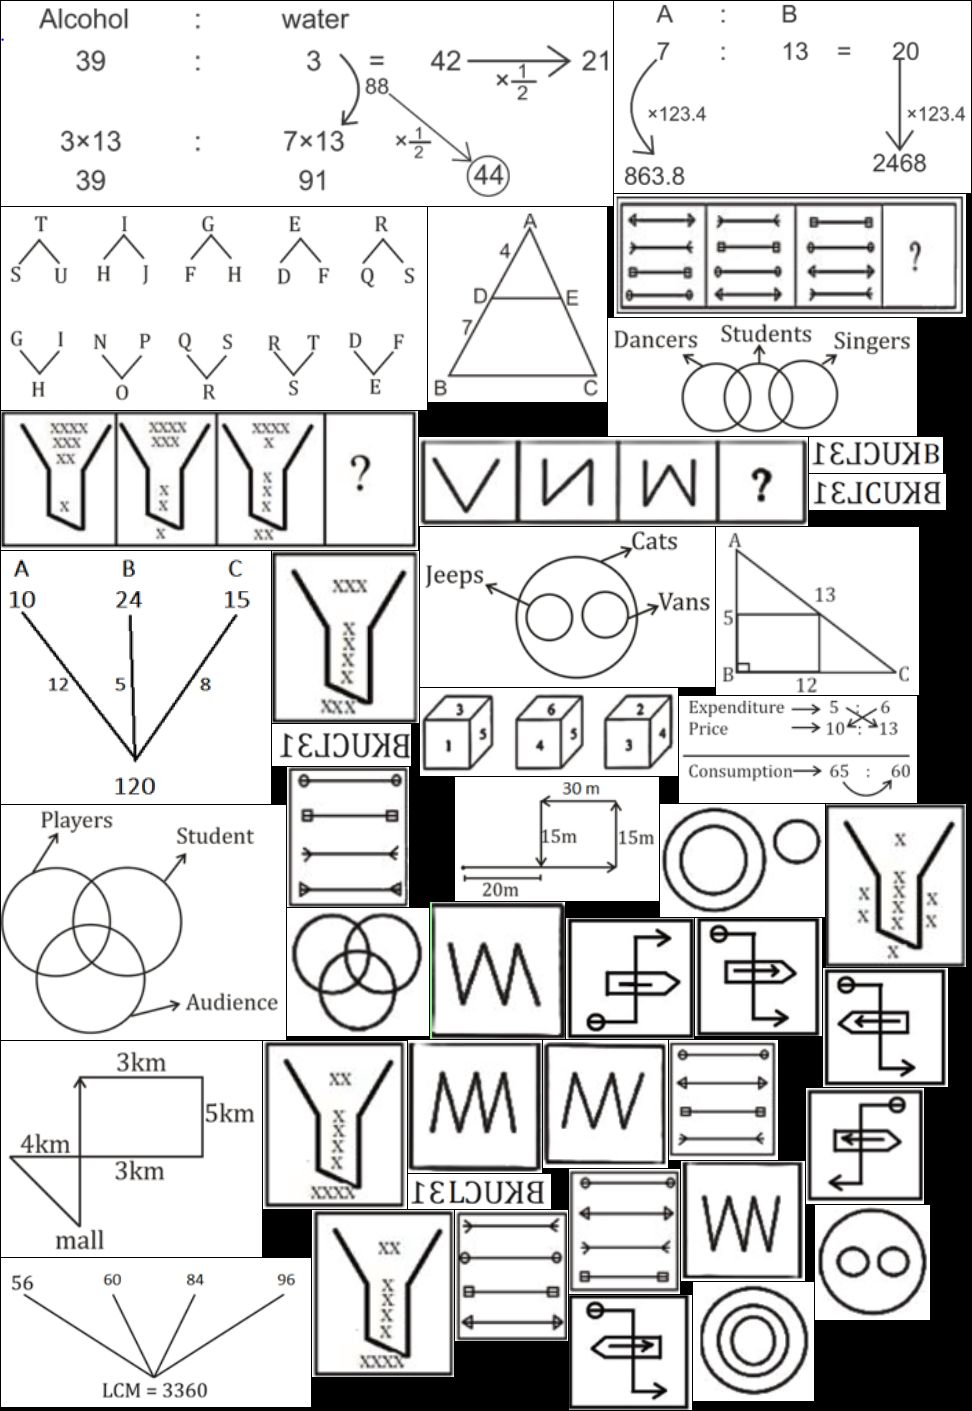 Alcohol : water
39 : 3 = 42 21
×1/2
88
3×13 : 7×13 ×1/2
39 91 44
A : B
7 : 13 = 20
×123.4 ×123.4
863.8 2468
T I G E R
S U H J F H D F Q S
G I N P Q S R T D F
H O R S E
A
4
D E
7
B C
?
Dancers Students Singers
XXXX XXXX XXXX
XXX XXX X
XX
X
X X X
X X
X XX
?
?
BKUCL31
BKUCL31
A B C
10 24 15
12 5 8
120
XXX
X
X
X
X
XXX
BKUCL31
Cats
Jeeps
Vans
A
13
5
B C
12
3 5 1
6 5 4
2 4 3
Expenditure 5 : 6
Price 10 : 13
Consumption 65 : 60
30 m
15m 15m
20m
Players
Student
Audience
X
X
X X X
X X X
X
X
3km
5km
4km
3km
mall
XX
X
X
X
X
XXXX
BKUCL31
XX
X
X
X
X
XXXX
56 60 84 96
LCM = 3360